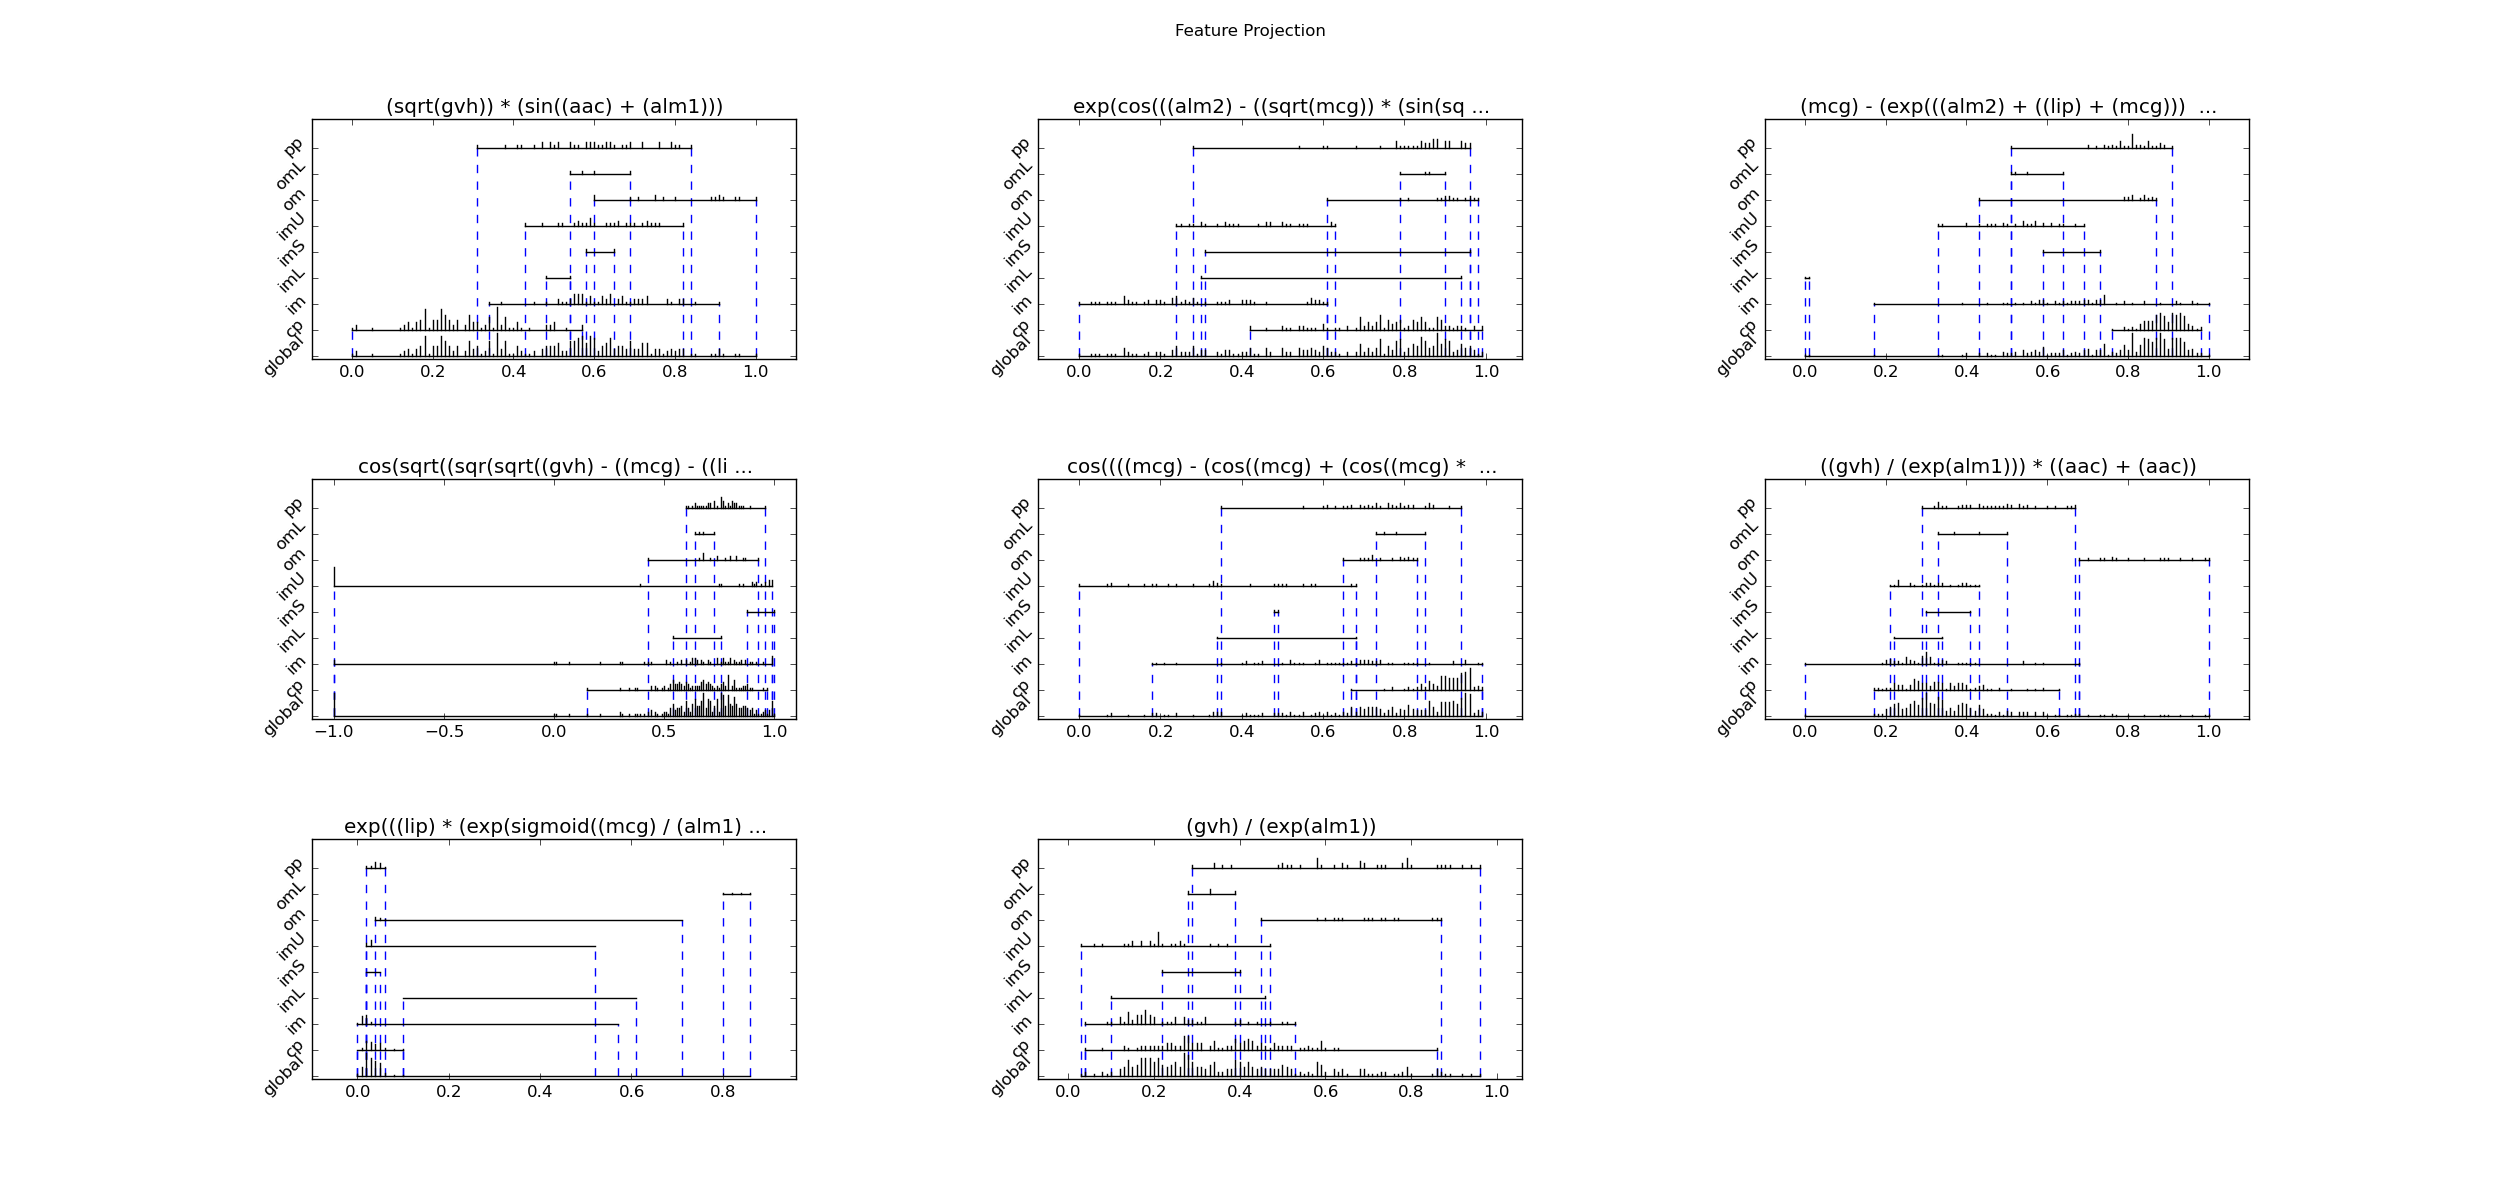 Feature Projection
(sqrt(gvh)) * (sin((aac) + (alm1)))
pp
omL
om
imU
imS
imL
im
cp
global
0.0 0.2 0.4 0.6 0.8 1.0
exp(cos(((alm2) - ((sqrt(mcg)) * (sin(sq ...
pp
omL
om
imU
imS
imL
im
cp
global
0.0 0.2 0.4 0.6 0.8 1.0
(mcg) - (exp(((alm2) + ((lip) + (mcg))) ...
pp
omL
om
imU
imS
imL
im
cp
global
0.0 0.2 0.4 0.6 0.8 1.0
cos(sqrt((sqr(sqrt((gvh) - ((mcg) - ((li ...
pp
omL
om
imU
imS
imL
im
cp
global
−1.0 −0.5 0.0 0.5 1.0
cos((((mcg) - (cos((mcg) + (cos((mcg) * ...
pp
omL
om
imU
imS
imL
im
cp
global
0.0 0.2 0.4 0.6 0.8 1.0
((gvh) / (exp(alm1))) * ((aac) + (aac))
pp
omL
om
imU
imS
imL
im
cp
global
0.0 0.2 0.4 0.6 0.8 1.0
exp(((lip) * (exp(sigmoid((mcg) / (alm1) ...
pp
omL
om
imU
imS
imL
im
cp
global
0.0 0.2 0.4 0.6 0.8
(gvh) / (exp(alm1))
pp
omL
om
imU
imS
imL
im
cp
global
0.0 0.2 0.4 0.6 0.8 1.0